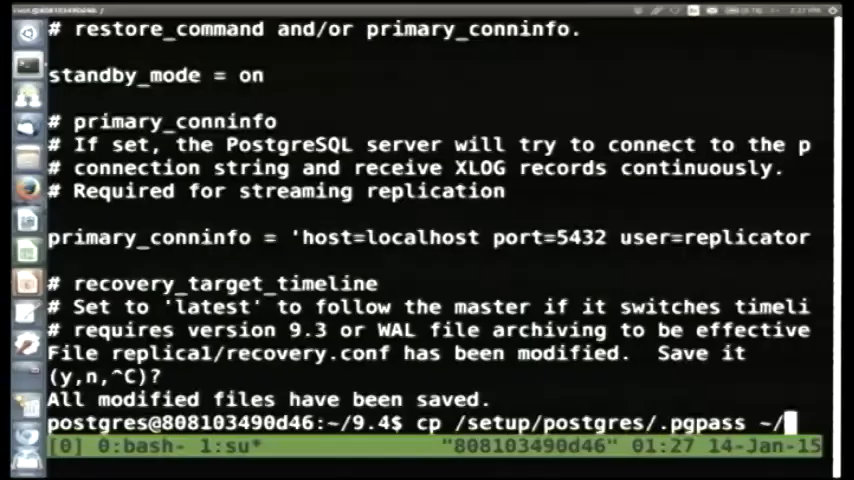 # restore_command and/or primary_conninfo.
standby_mode = on
# primary_conninfo
# If set, the PostgreSQL server will try to connect to the p
# connection string and receive XLOG records continuously.
# Required for streaming replication
primary_conninfo = 'host=localhost port=5432 user=replicator
# recovery_target_timeline
# Set to 'latest' to follow the master if it switches timeli
# requires version 9.3 or WAL file archiving to be effective
File replica1/recovery.conf has been modified.  Save it
(y,n,^C)?
All modified files have been saved.
postgres@808103490d46:~/9.4$ cp /setup/postgres/.pgpass ~/
[0] 0:bash- 1:su* "808103490d46" 01:27 14-Jan-15